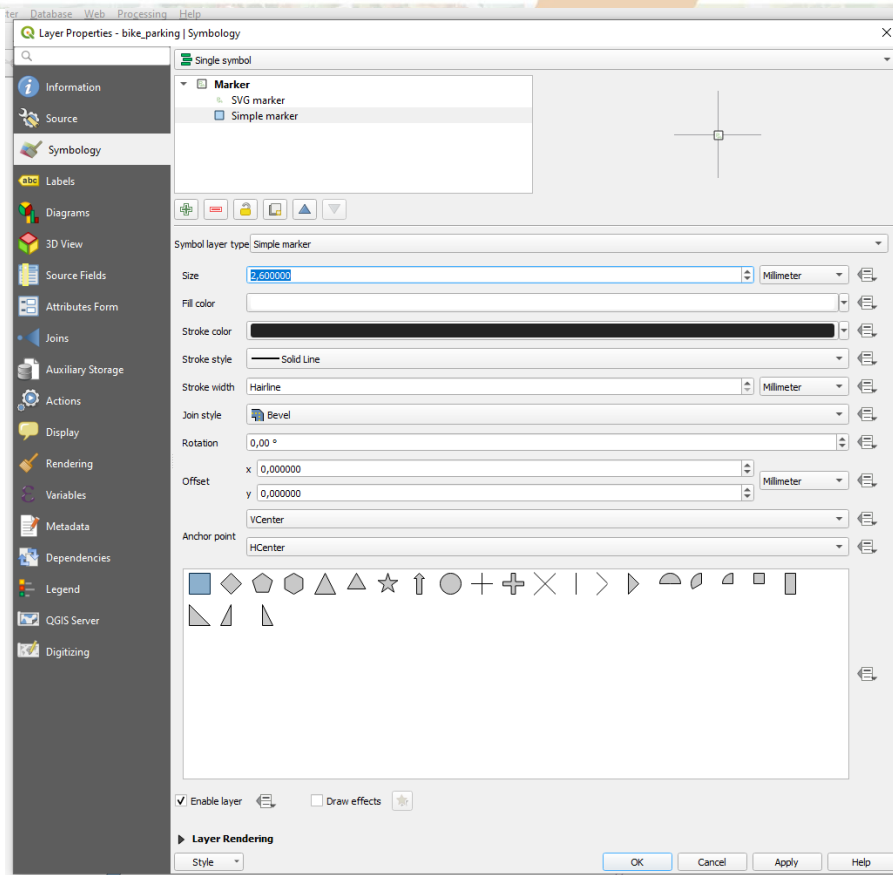 ter Database Web Processing Help
Layer Properties - bike_parking | Symbology
Information
Source
Symbology
abc Labels
Diagrams
3D View
Source Fields
Attributes Form
Joins
Auxiliary Storage
Actions
Display
Rendering
Variables
Metadata
Dependencies
Legend
QGIS Server
Digitizing
Single symbol
Marker
SVG marker
Simple marker
Symbol layer type Simple marker
Size 2,600000 Millimeter
Fill color
Stroke color
Stroke style Solid Line
Stroke width Hairline Millimeter
Join style Bevel
Rotation 0,00 °
Offset x 0,000000 Millimeter
y 0,000000
Anchor point VCenter
HCenter
Enable layer Draw effects
Layer Rendering
Style OK Cancel Apply Help